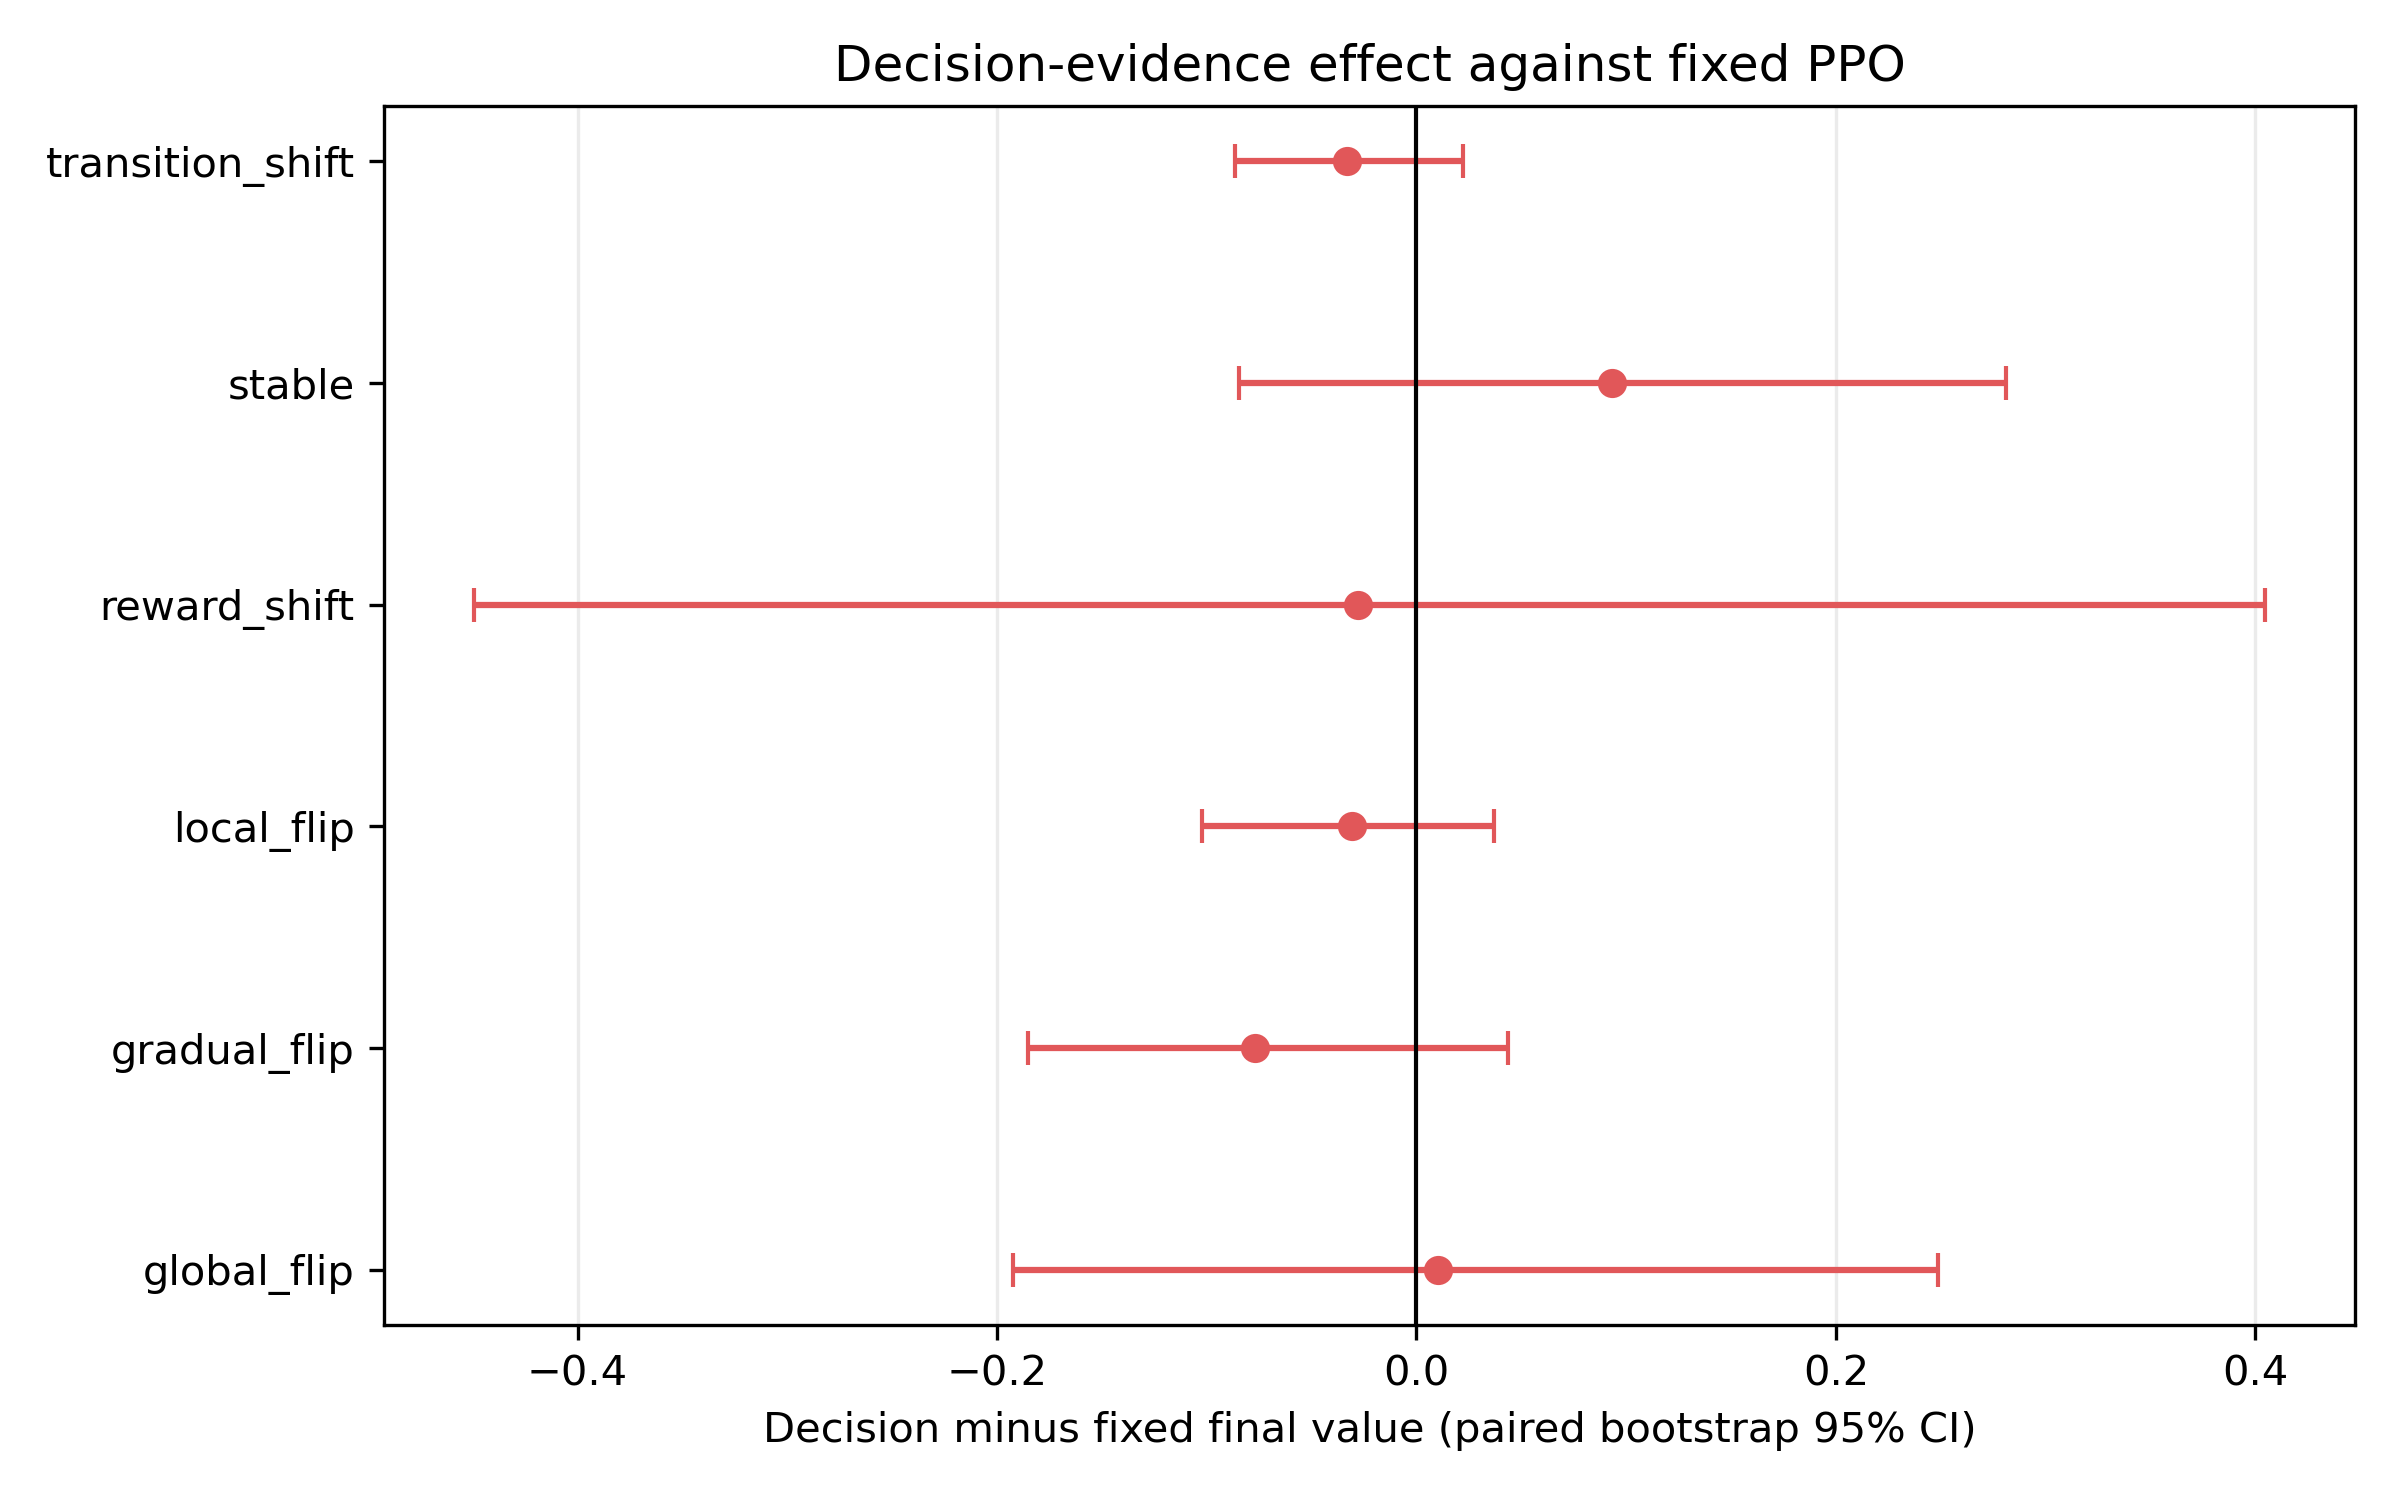 Decision-evidence effect against fixed PPO
transition_shift
stable
reward_shift
local_flip
gradual_flip
global_flip
−0.4 −0.2 0.0 0.2 0.4
Decision minus fixed final value (paired bootstrap 95% CI)